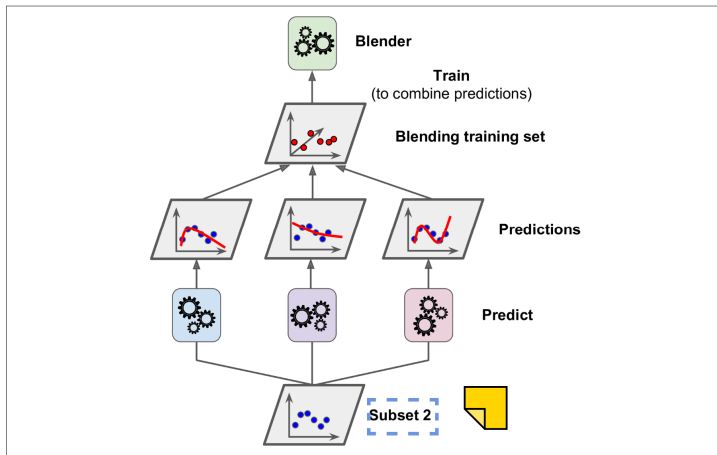 Blender
Train
(to combine predictions)
Blending training set
Predictions
Predict
Subset 2